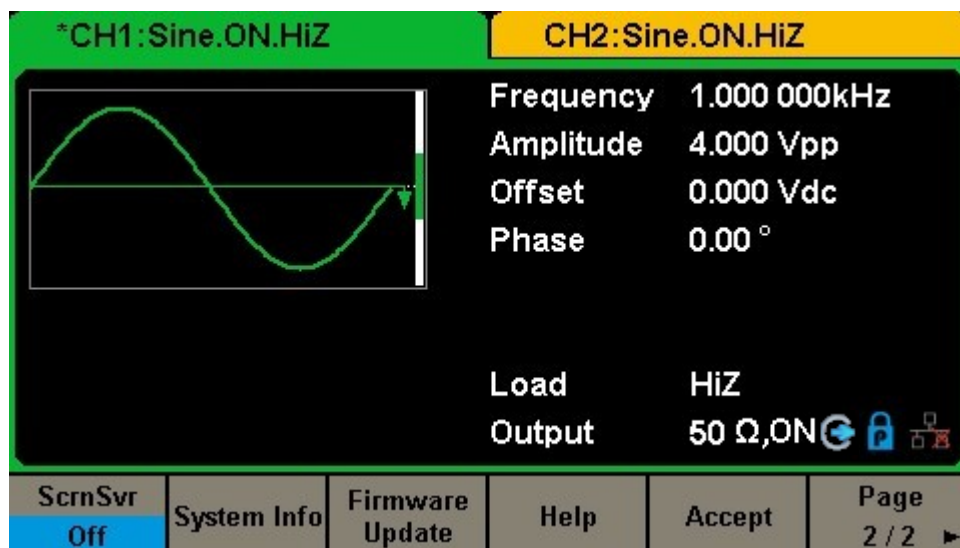 *CH1:Sine.ON.HiZ
CH2:Sine.ON.HiZ
Frequency 1.000 000kHz
Amplitude 4.000 Vpp
Offset 0.000 Vdc
Phase 0.00 °
Load HiZ
Output 50 Ω,ON
P
ScrnSvr
Off
System Info
Firmware
Update
Help
Accept
Page
2 / 2